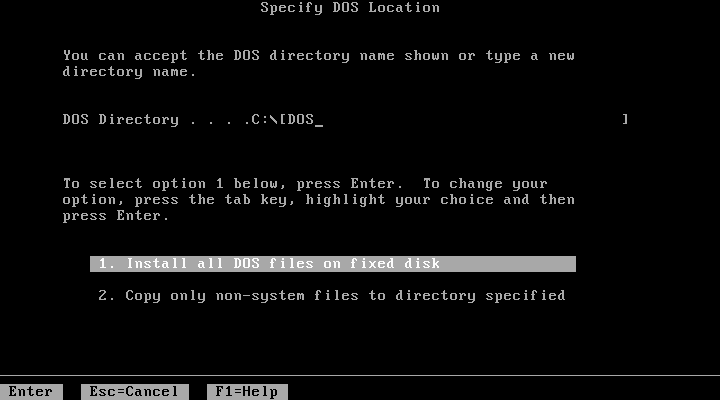 Specify DOS Location
You can accept the DOS directory name shown or type a new
directory name.
DOS Directory . . . .C:\[DOS_ ]
To select option 1 below, press Enter.  To change your
option, press the tab key, highlight your choice and then
press Enter.
1. Install all DOS files on fixed disk
2. Copy only non-system files to directory specified
Enter  Esc=Cancel  F1=Help